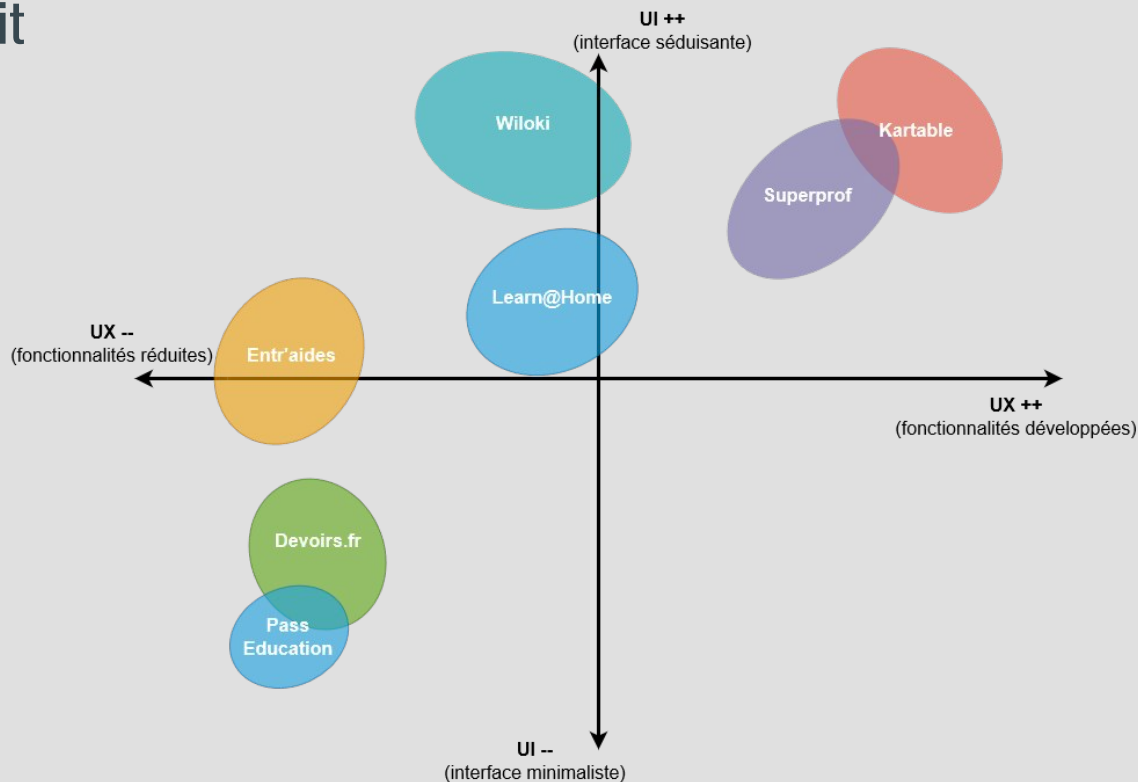 it
UI ++
(interface séduisante)
Wiloki
Kartable
Superprof
Learn@Home
UX --
(fonctionnalités réduites)
Entr'aides
UX ++
(fonctionnalités développées)
Devoirs.fr
Pass
Education
UI --
(interface minimaliste)